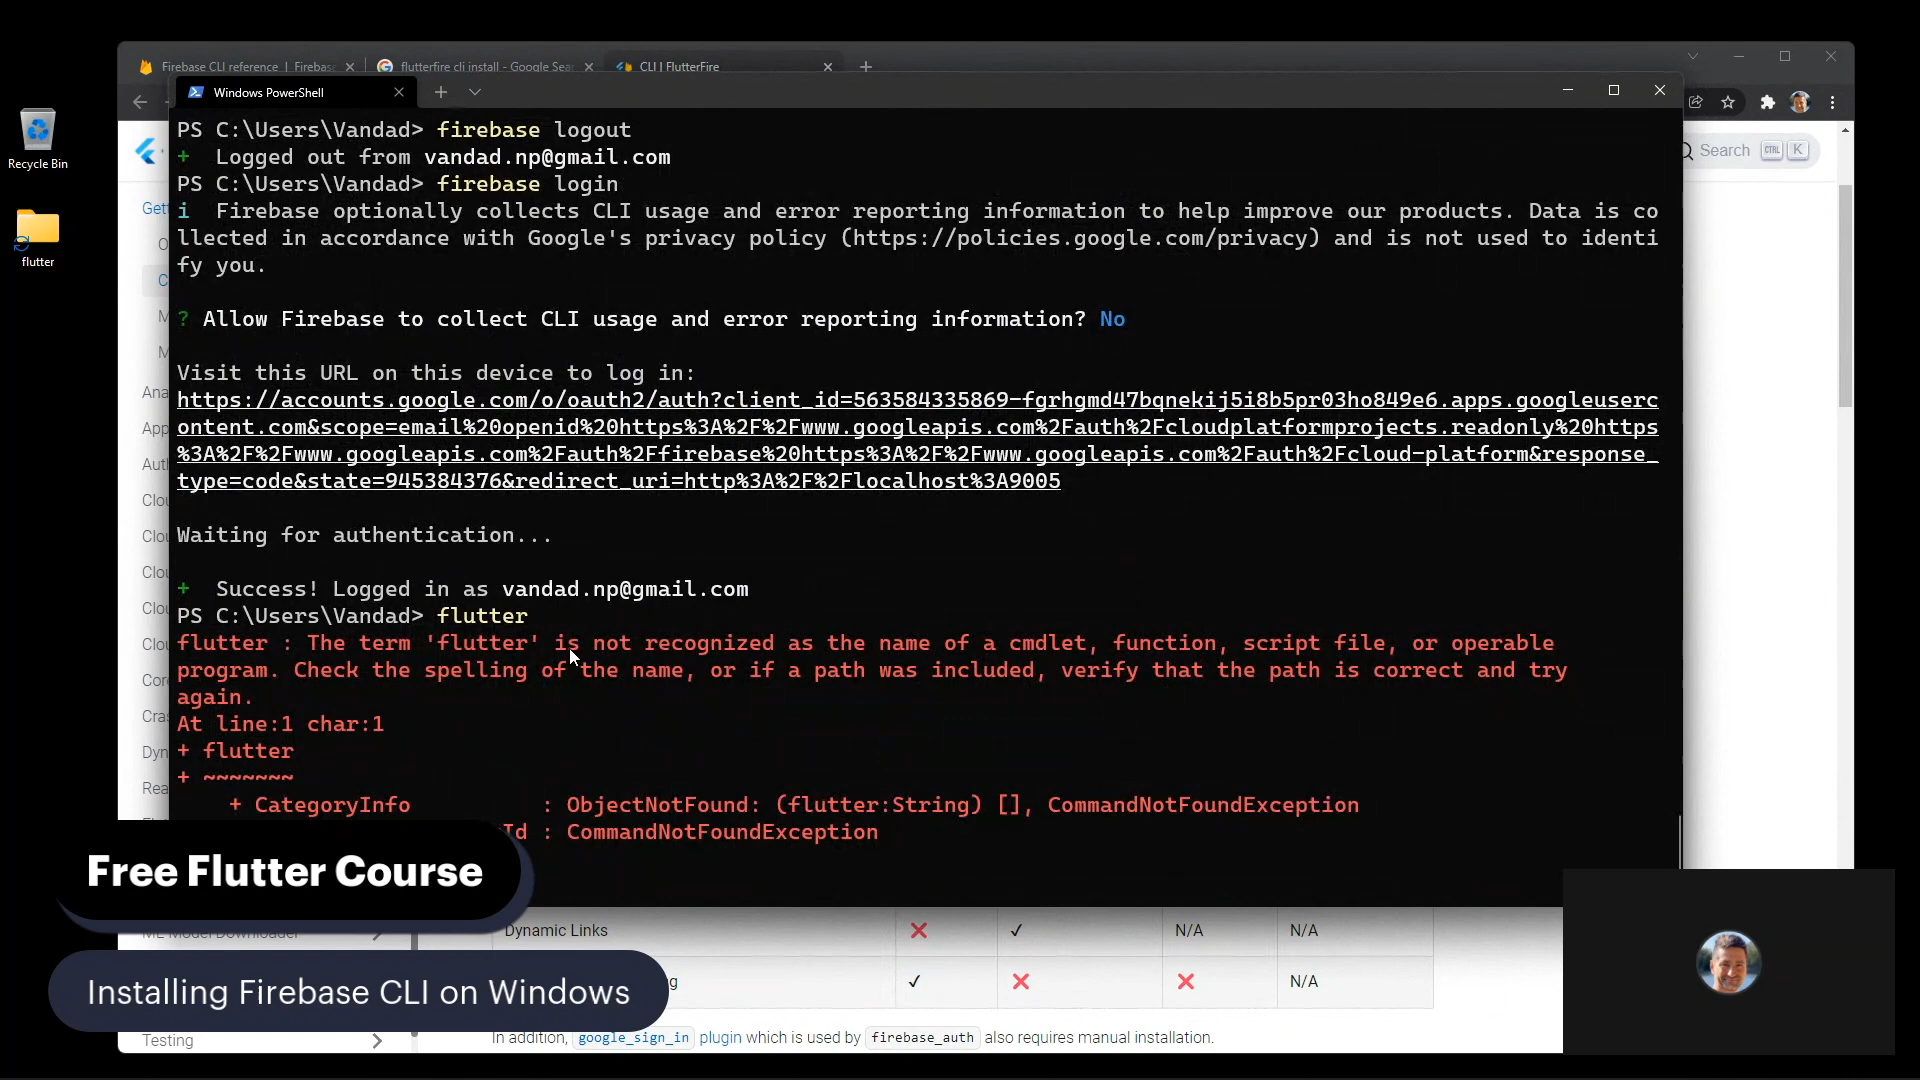 Firebase CLI reference | Firebas
flutterfire cli install - Google Sea
CLI | FlutterFire
Windows PowerShell
Recycle Bin
flutter
Search CTRL K
PS C:\Users\Vandad> firebase logout
+ Logged out from vandad.np@gmail.com
PS C:\Users\Vandad> firebase login
i Firebase optionally collects CLI usage and error reporting information to help improve our products. Data is co
llected in accordance with Google's privacy policy (https://policies.google.com/privacy) and is not used to identi
fy you.
? Allow Firebase to collect CLI usage and error reporting information? No
Visit this URL on this device to log in:
https://accounts.google.com/o/oauth2/auth?client_id=563584335869-fgrhgmd47bqnekij5i8b5pr03ho849e6.apps.googleuserc
ontent.com&scope=email%20openid%20https%3A%2F%2Fwww.googleapis.com%2Fauth%2Fcloudplatformprojects.readonly%20https
%3A%2F%2Fwww.googleapis.com%2Fauth%2Ffirebase%20https%3A%2F%2Fwww.googleapis.com%2Fauth%2Fcloud-platform&response_
type=code&state=945384376&redirect_uri=http%3A%2F%2Flocalhost%3A9005
Waiting for authentication...
+ Success! Logged in as vandad.np@gmail.com
PS C:\Users\Vandad> flutter
flutter : The term 'flutter' is not recognized as the name of a cmdlet, function, script file, or operable
program. Check the spelling of the name, or if a path was included, verify that the path is correct and try
again.
At line:1 char:1
+ flutter
+ ~~~~~~~
+ CategoryInfo : ObjectNotFound: (flutter:String) [], CommandNotFoundException
Id : CommandNotFoundException
Free Flutter Course
Installing Firebase CLI on Windows
Dynamic Links ❌ ✓ N/A N/A
g ✓ ❌ ❌ N/A
Testing
In addition, google_sign_in plugin which is used by firebase_auth also requires manual installation.